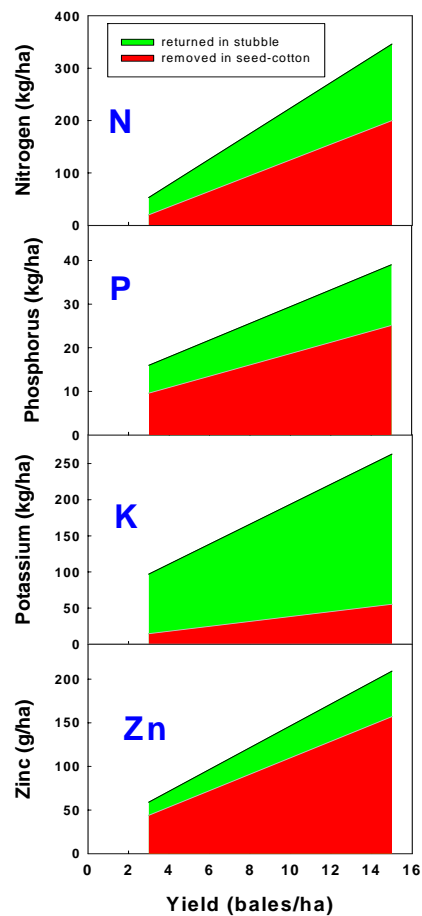 400
returned in stubble
removed in seed-cotton
300
N
200
100
0
Nitrogen (kg/ha)
40
P
30
20
10
0
Phosphorus (kg/ha)
250
200
K
150
100
50
0
Potassium (kg/ha)
200
Zn
150
100
50
0
Zinc (g/ha)
0 2 4 6 8 10 12 14 16
Yield (bales/ha)